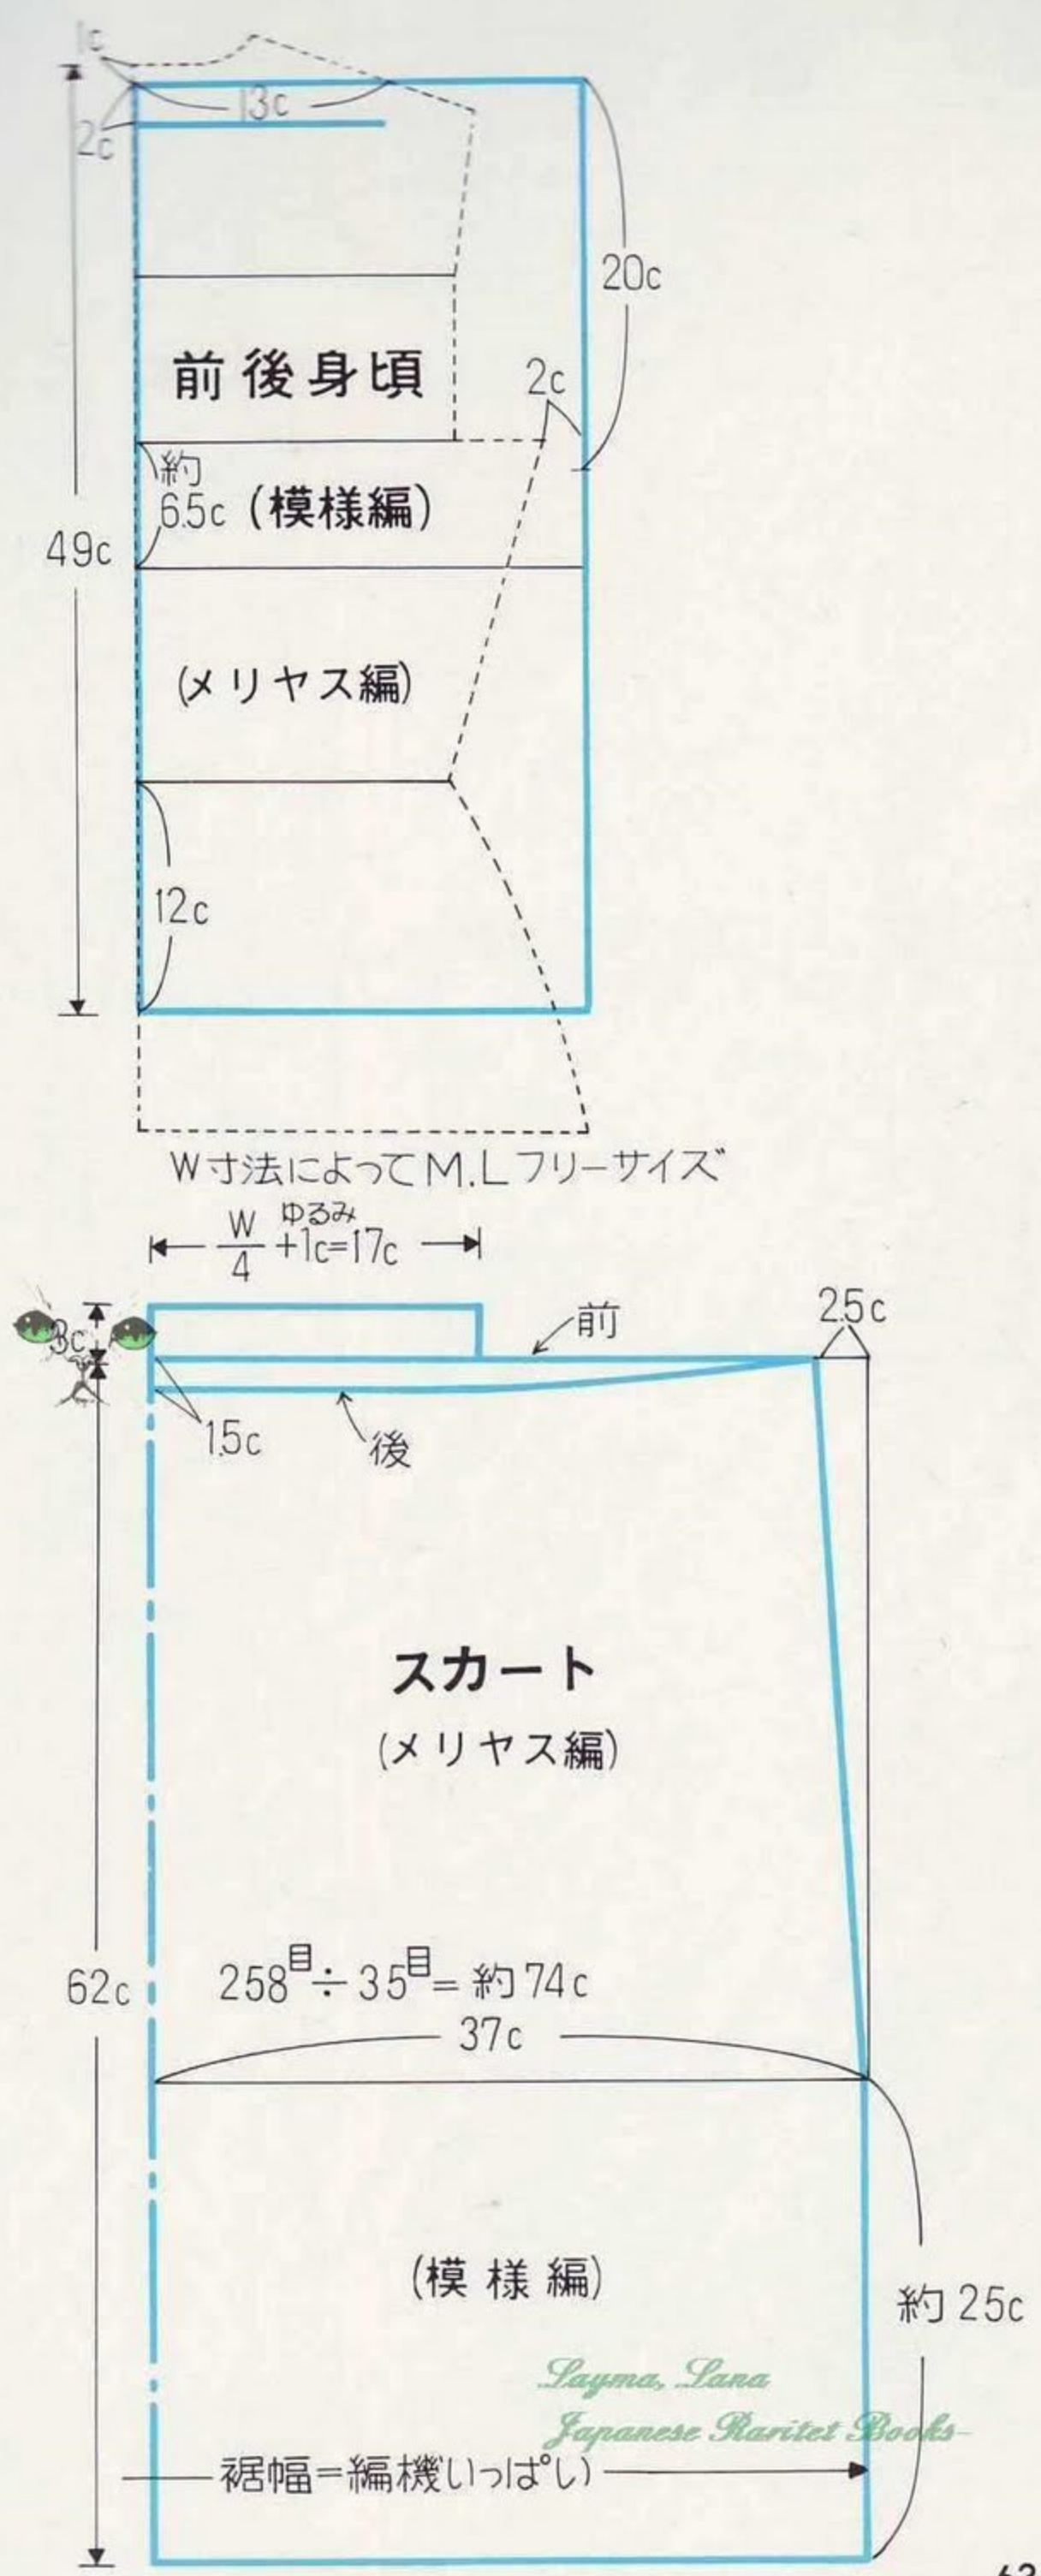 1c
13c
2c
20c
前後身頃
2c
約
6.5c (模様編)
49c
(メリヤス編)
12c
W寸法によってM.Lフリーサイズ
ゆるみ
W/4 +1c=17c
3c
前
2.5c
1.5c
後
スカート
(メリヤス編)
62c
258目÷35目=約74c
37c
(模様編)
約25c
Layma, Lana
Japanese Raritet Books
裾幅=編機いっぱい